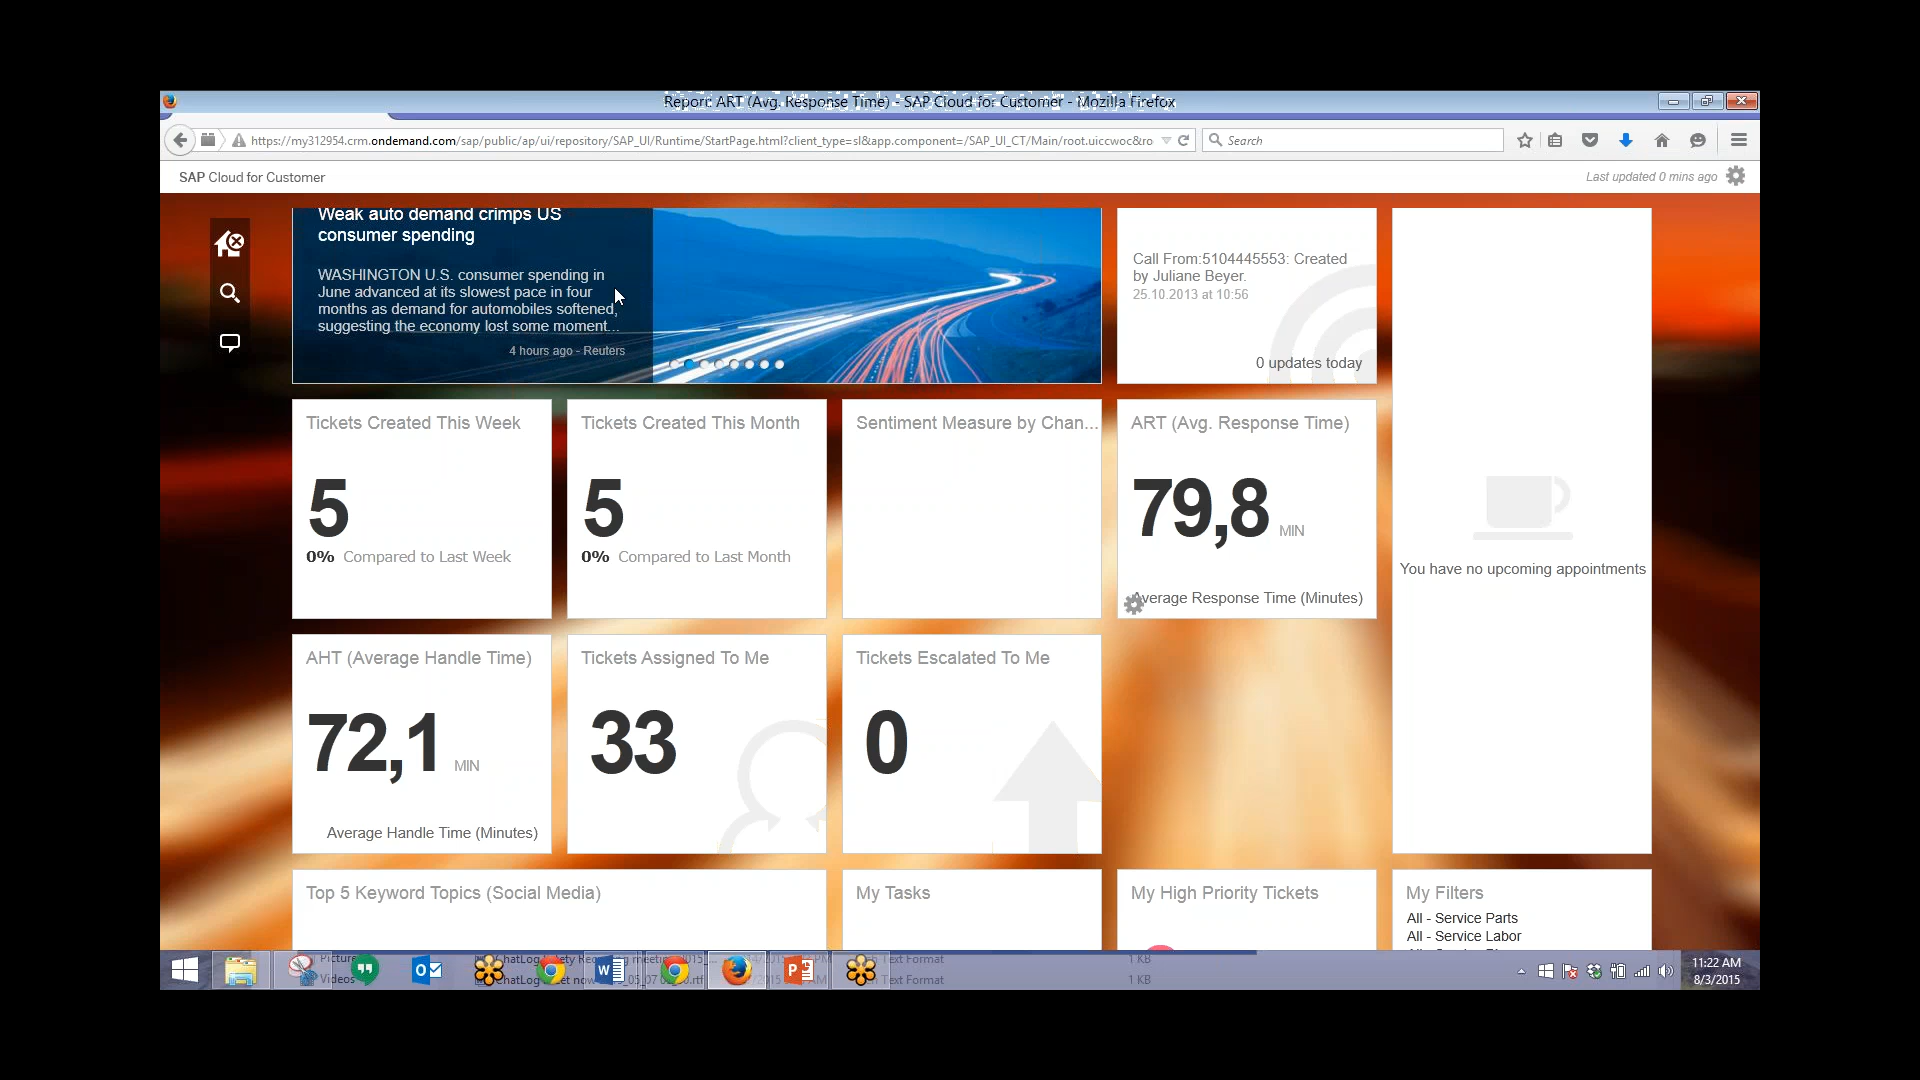 Report: ART (Avg. Response Time) - SAP Cloud for Customer - Mozilla Firefox
https://my312954.crm.ondemand.com/sap/public/ap/ui/repository/SAP_UI/Runtime/StartPage.html?client_type=sl&app.component=/SAP_UI_CT/Main/root.uiccwoc&ro
Search
SAP Cloud for Customer
Last updated 0 mins ago
Weak auto demand crimps US
consumer spending
WASHINGTON U.S. consumer spending in
June advanced at its slowest pace in four
months as demand for automobiles softened,
suggesting the economy lost some moment...
4 hours ago - Reuters
Call From:5104445553: Created
by Juliane Beyer.
25.10.2013 at 10:56
0 updates today
You have no upcoming appointments
Tickets Created This Week
5
0% Compared to Last Week
Tickets Created This Month
5
0% Compared to Last Month
Sentiment Measure by Chan...
ART (Avg. Response Time)
79,8 MIN
Average Response Time (Minutes)
AHT (Average Handle Time)
72,1 MIN
Average Handle Time (Minutes)
Tickets Assigned To Me
33
Tickets Escalated To Me
0
Top 5 Keyword Topics (Social Media)
My Tasks
My High Priority Tickets
My Filters
All - Service Parts
All - Service Labor
Videos
Text Format
1 KB
Text Format
1 KB
11:22 AM
8/3/2015